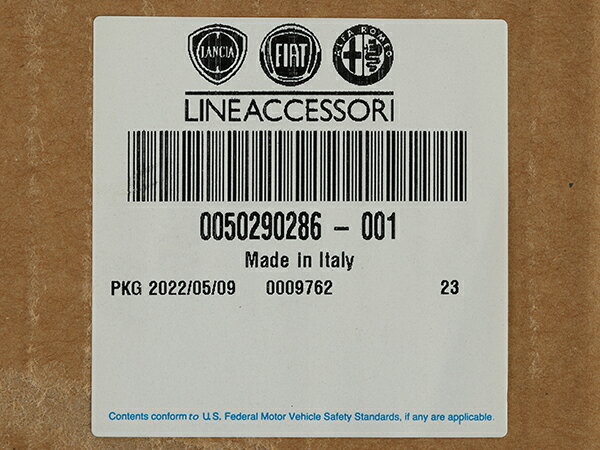 LANCIA FIAT ALFA ROMEO
LINEACCESSORI
0050290286 - 001
Made in Italy
PKG 2022/05/09 0009762 23
Contents conform to U.S. Federal Motor Vehicle Safety Standards, if any are applicable.